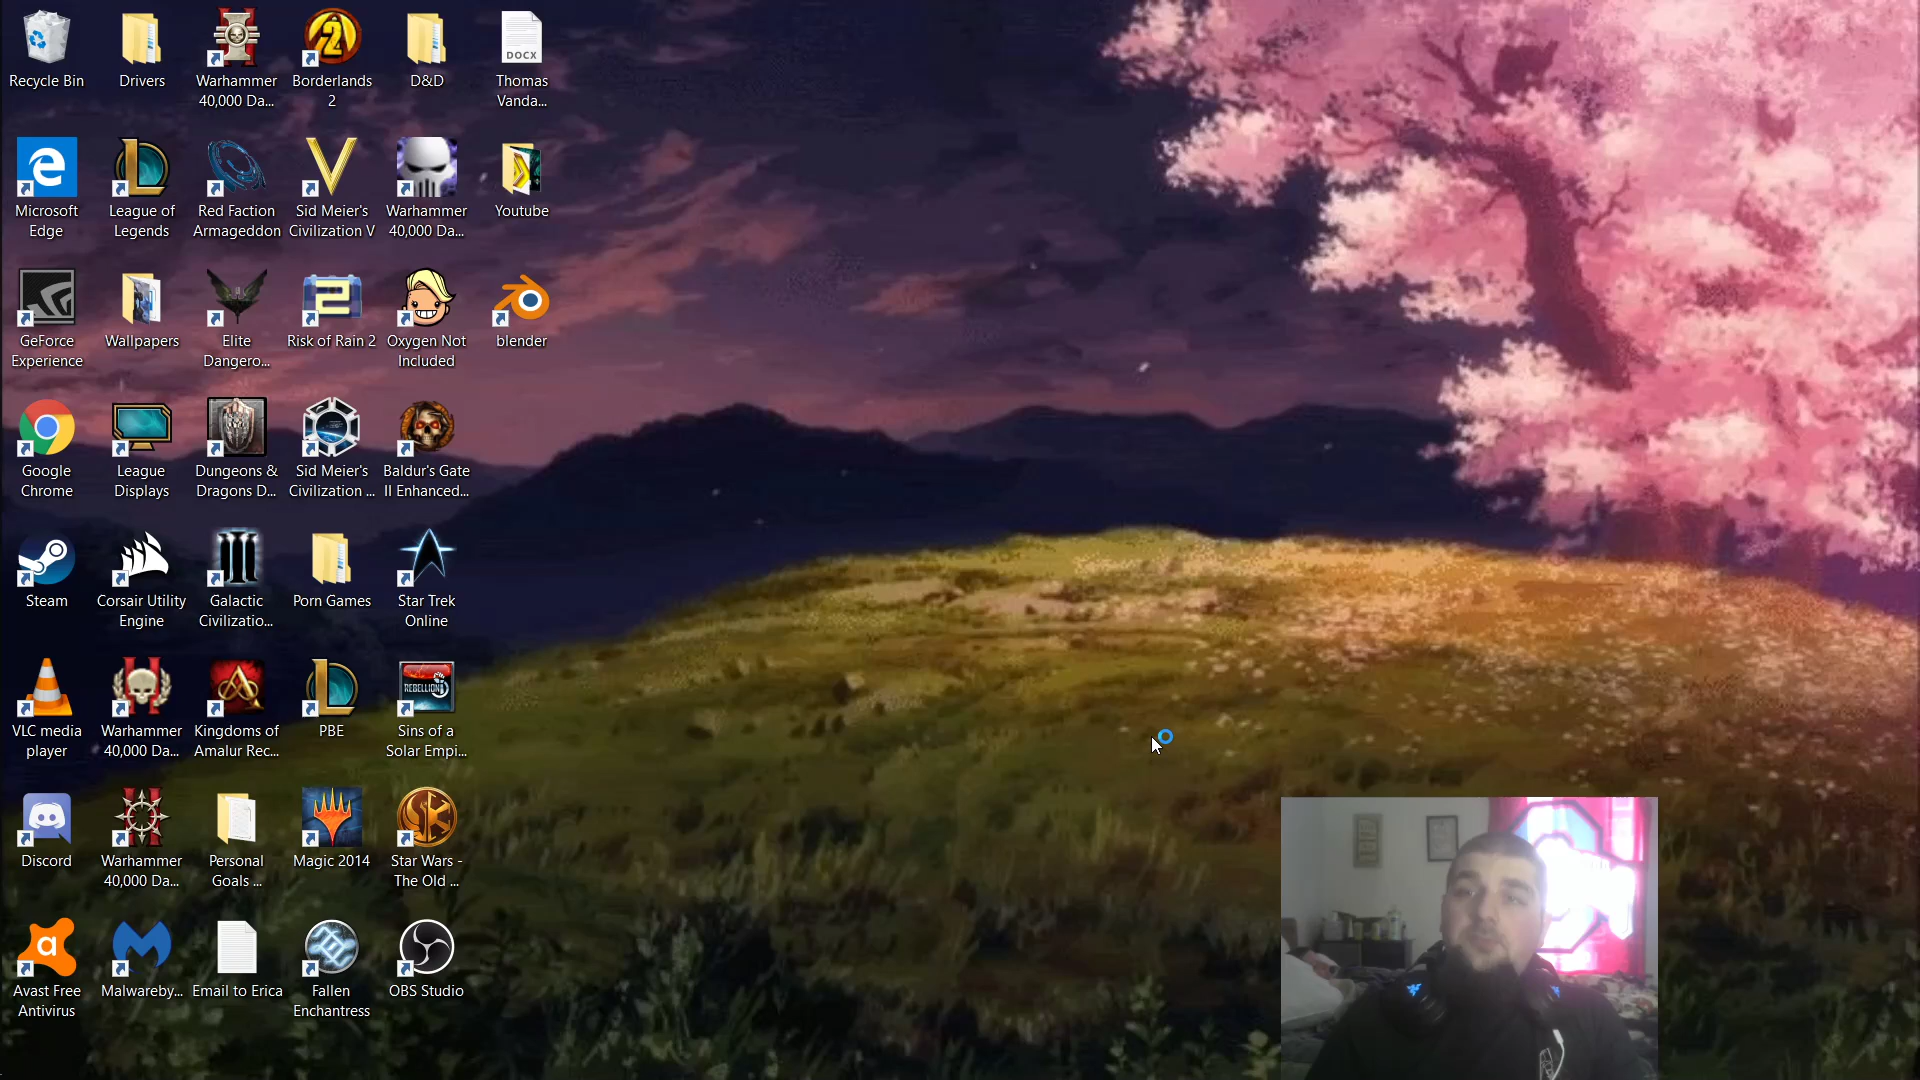 Recycle Bin
Drivers
Warhammer
40,000 Da...
Borderlands
2
D&D
DOCX
Thomas
Vanda...
Microsoft
Edge
League of
Legends
Red Faction
Armageddon
Sid Meier's
Civilization V
Warhammer
40,000 Da...
Youtube
GeForce
Experience
Wallpapers
Elite
Dangero...
Risk of Rain 2
Oxygen Not
Included
blender
Google
Chrome
League
Displays
Dungeons &
Dragons D...
Sid Meier's
Civilization ...
Baldur's Gate
II Enhanced...
Steam
Corsair Utility
Engine
Galactic
Civilizatio...
Porn Games
Star Trek
Online
REBELLION
VLC media
player
Warhammer
40,000 Da...
Kingdoms of
Amalur Rec...
PBE
Sins of a
Solar Empi...
Discord
Warhammer
40,000 Da...
Personal
Goals ...
Magic 2014
Star Wars -
The Old ...
Avast Free
Antivirus
Malwareby...
Email to Erica
Fallen
Enchantress
OBS Studio